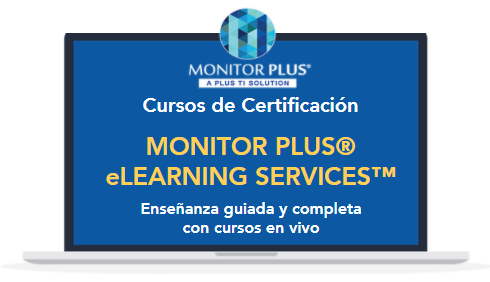 MONITOR PLUS®
A PLUS TI SOLUTION
Cursos de Certificación
MONITOR PLUS®
eLEARNING SERVICES™
Enseñanza guiada y completa
con cursos en vivo